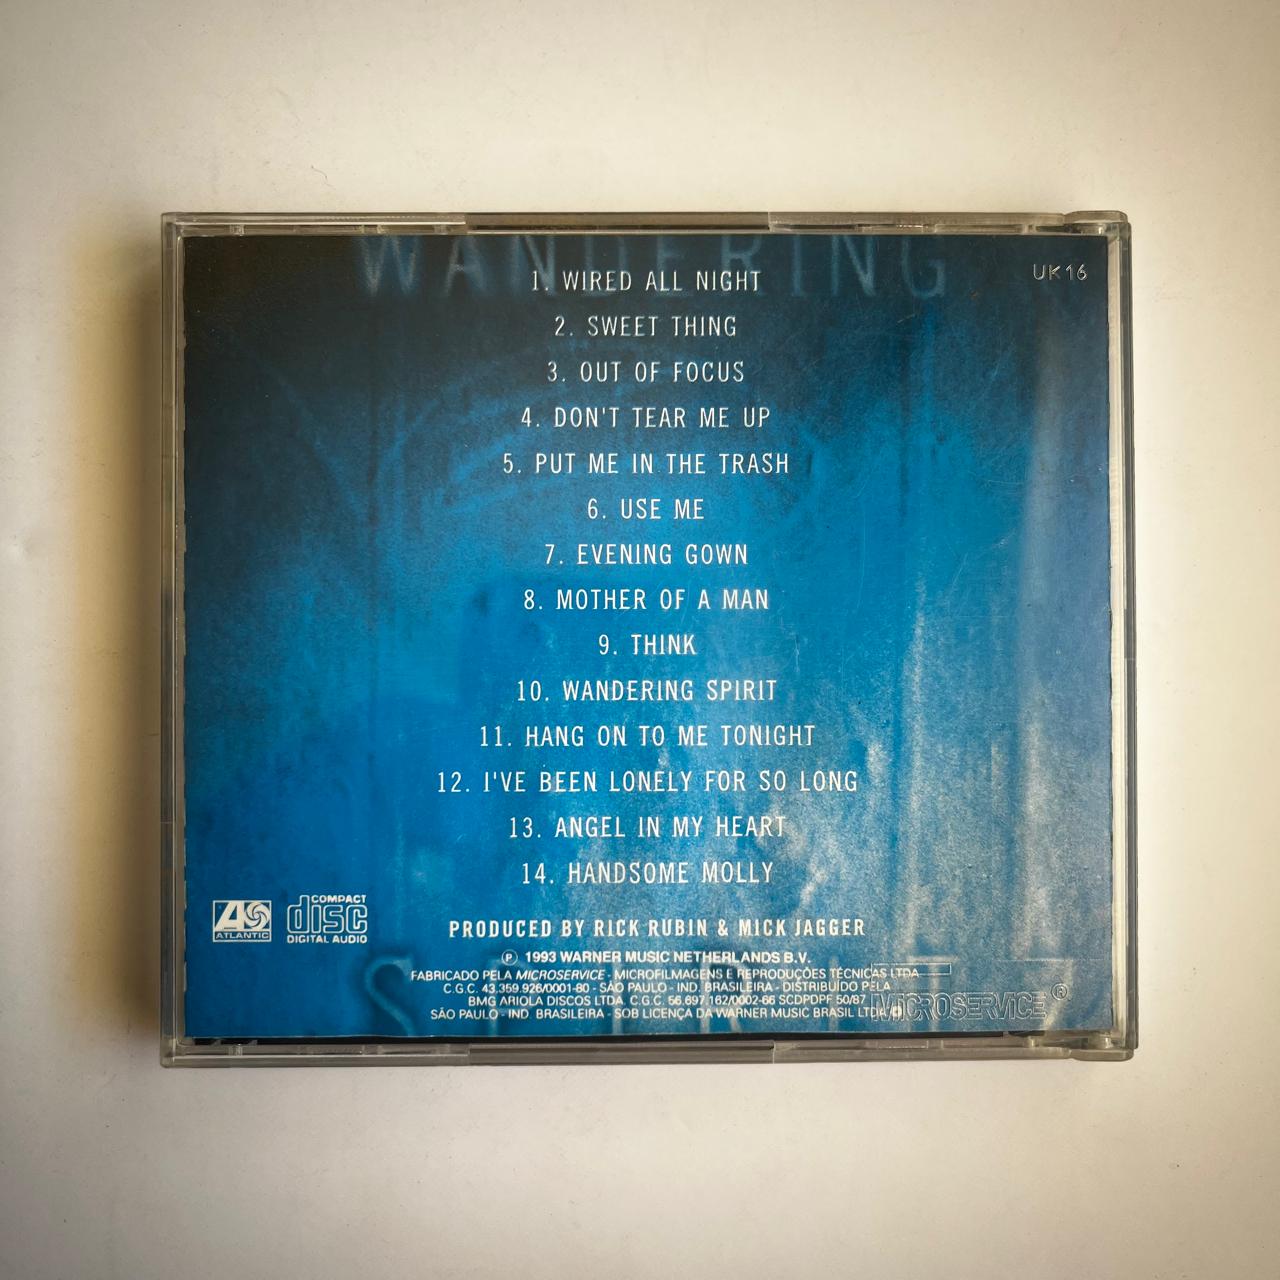 WANDERING
UK16
1. WIRED ALL NIGHT
2. SWEET THING
3. OUT OF FOCUS
4. DON'T TEAR ME UP
5. PUT ME IN THE TRASH
6. USE ME
7. EVENING GOWN
8. MOTHER OF A MAN
9. THINK
10. WANDERING SPIRIT
11. HANG ON TO ME TONIGHT
12. I'VE BEEN LONELY FOR SO LONG
13. ANGEL IN MY HEART
14. HANDSOME MOLLY
ATLANTIC
COMPACT
disc
DIGITAL AUDIO
PRODUCED BY RICK RUBIN & MICK JAGGER
℗ 1993 WARNER MUSIC NETHERLANDS B.V.
FABRICADO PELA MICROSERVICE - MICROFILMAGENS E REPRODUÇÕES TÉCNICAS LTDA
C.G.C. 43.359.926/0001-80 - SÃO PAULO - IND. BRASILEIRA - DISTRIBUÍDO PELA
BMG ARIOLA DISCOS LTDA. C.G.C. 56.697.162/0002-66 SCDPDPF 50/87
SÃO PAULO - IND BRASILEIRA - SOB LICENÇA DA WARNER MUSIC BRASIL LTDA
MICROSERVICE®
SPIRIT